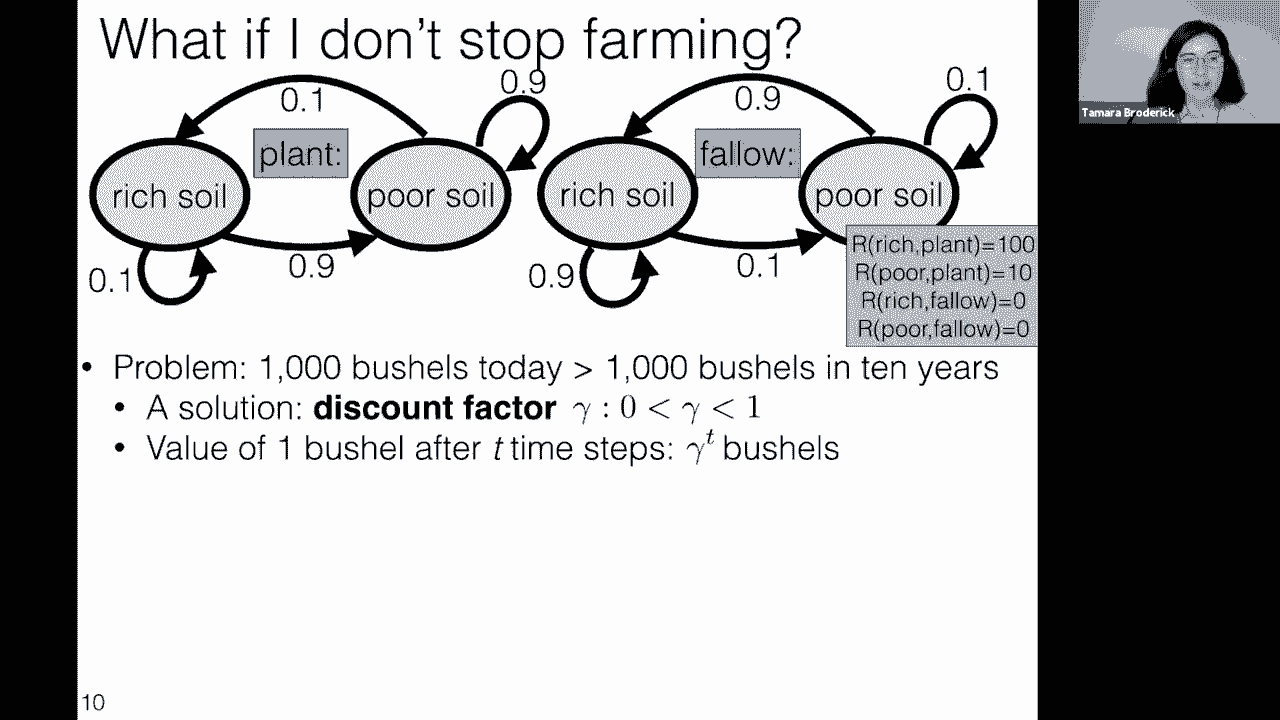 What if I don't stop farming?
0.1
0.9
plant:
rich soil
poor soil
0.1
0.9
0.9
0.1
fallow:
rich soil
poor soil
0.9
0.1
R(rich,plant)=100
R(poor,plant)=10
R(rich,fallow)=0
R(poor,fallow)=0
• Problem: 1,000 bushels today > 1,000 bushels in ten years
• A solution: discount factor γ : 0 < γ < 1
• Value of 1 bushel after t time steps: γ^t bushels
10
Tamara Broderick